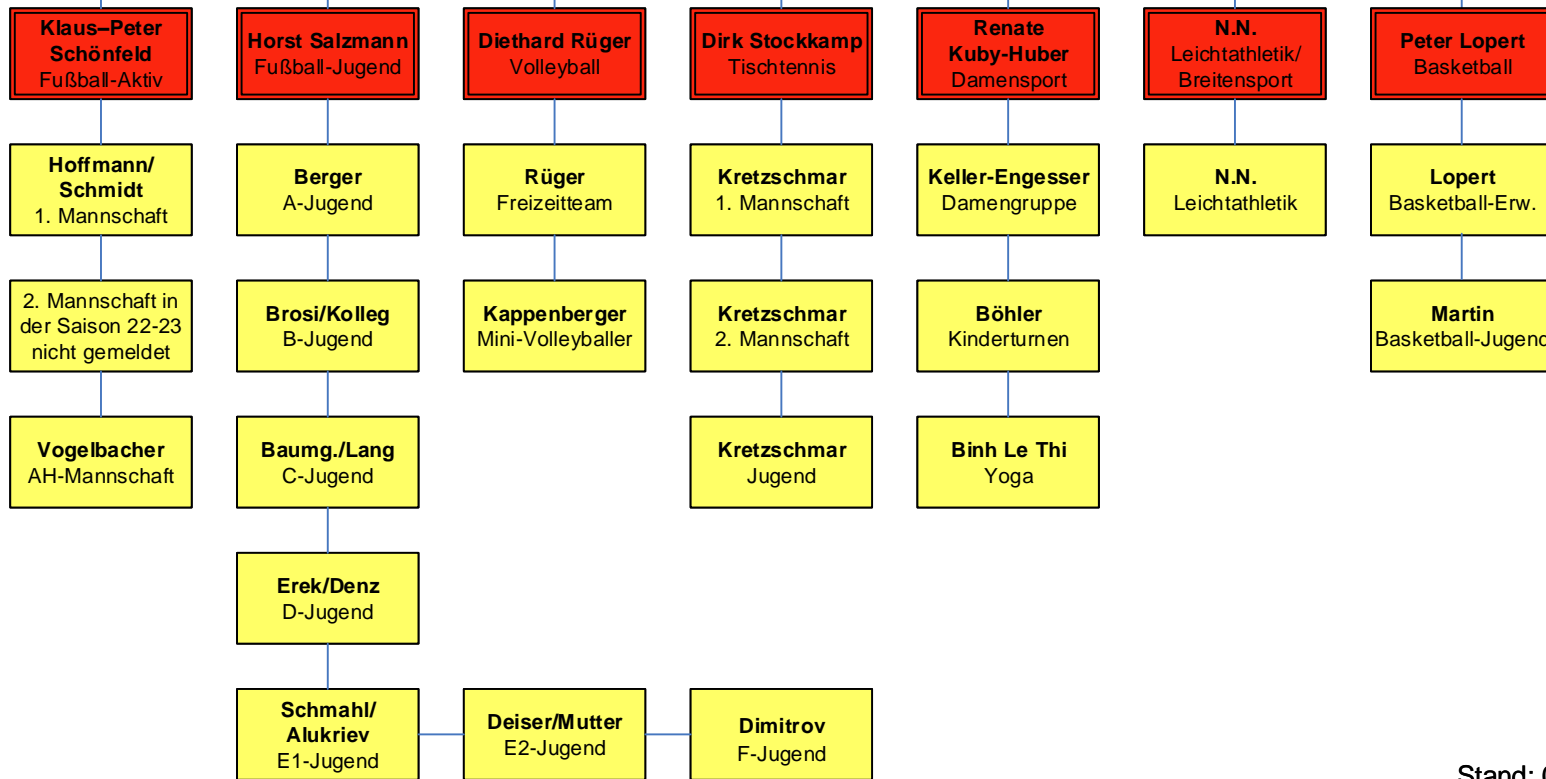 Klaus–Peter
Schönfeld
Fußball-Aktiv
Horst Salzmann
Fußball-Jugend
Diethard Rüger
Volleyball
Dirk Stockkamp
Tischtennis
Renate
Kuby-Huber
Damensport
N.N.
Leichtathletik/
Breitensport
Peter Lopert
Basketball
Hoffmann/
Schmidt
1. Mannschaft
Berger
A-Jugend
Rüger
Freizeitteam
Kretzschmar
1. Mannschaft
Keller-Engesser
Damengruppe
N.N.
Leichtathletik
Lopert
Basketball-Erw.
2. Mannschaft in
der Saison 22-23
nicht gemeldet
Brosi/Kolleg
B-Jugend
Kappenberger
Mini-Volleyballer
Kretzschmar
2. Mannschaft
Böhler
Kinderturnen
Martin
Basketball-Jugend
Vogelbacher
AH-Mannschaft
Baumg./Lang
C-Jugend
Kretzschmar
Jugend
Binh Le Thi
Yoga
Erek/Denz
D-Jugend
Schmahl/
Alukriev
E1-Jugend
Deiser/Mutter
E2-Jugend
Dimitrov
F-Jugend
Stand: